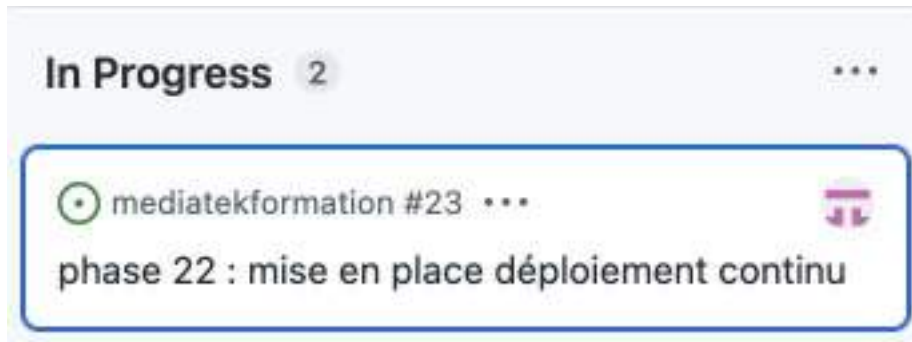 In Progress 2
mediatekformation #23
phase 22 : mise en place déploiement continu